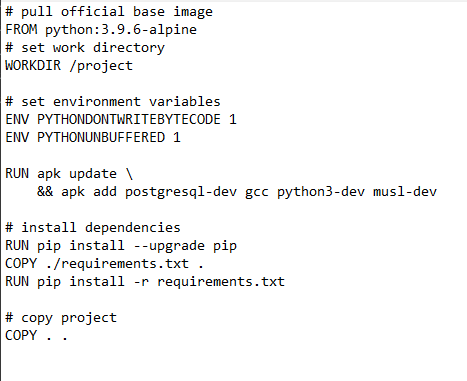 # pull official base image
FROM python:3.9.6-alpine
# set work directory
WORKDIR /project

# set environment variables
ENV PYTHONDONTWRITEBYTECODE 1
ENV PYTHONUNBUFFERED 1

RUN apk update \
    && apk add postgresql-dev gcc python3-dev musl-dev

# install dependencies
RUN pip install --upgrade pip
COPY ./requirements.txt .
RUN pip install -r requirements.txt

# copy project
COPY . .